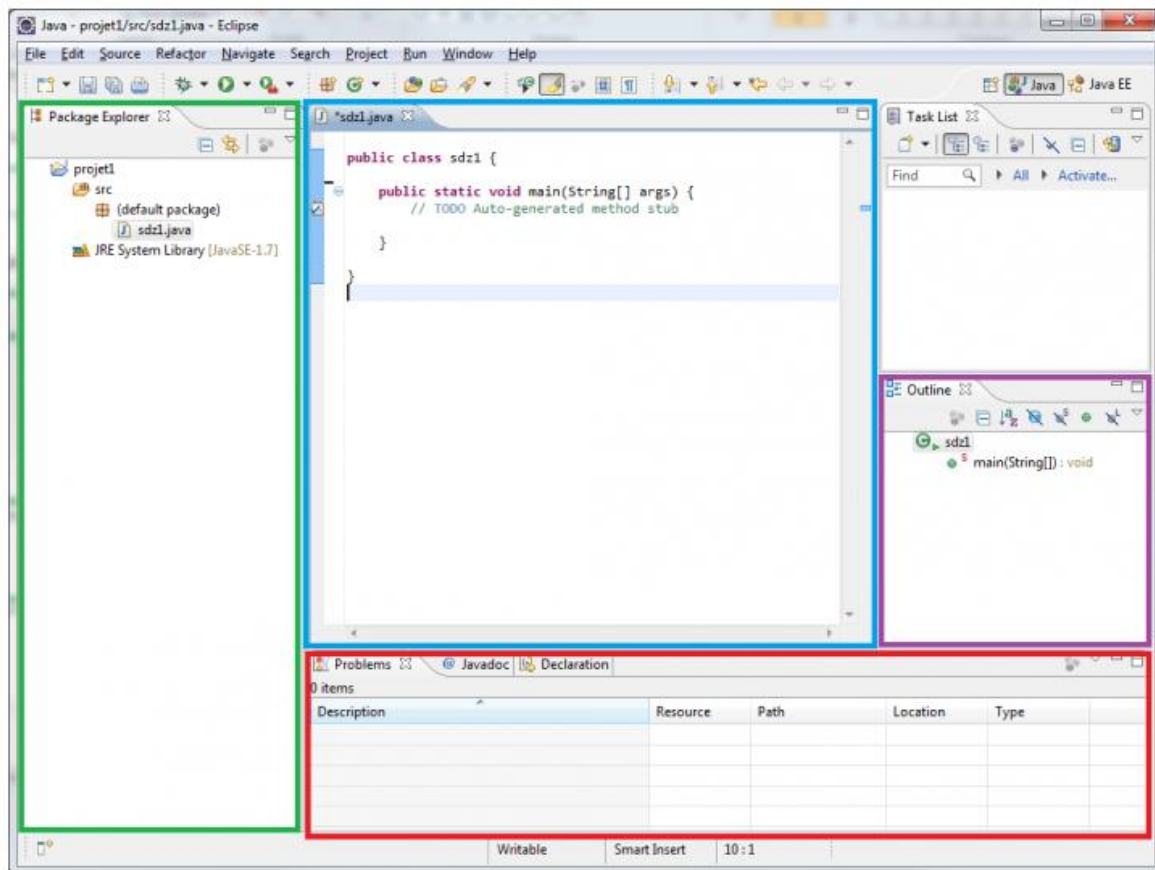 Java - projet1/src/sdz1.java - Eclipse
File Edit Source Refactor Navigate Search Project Run Window Help
Java Java EE
Package Explorer
projet1
src
(default package)
sdz1.java
JRE System Library [JavaSE-1.7]
*sdz1.java
public class sdz1 {
public static void main(String[] args) {
// TODO Auto-generated method stub
}
}
Task List
Find All Activate...
Outline
sdz1
main(String[]) : void
Problems @ Javadoc Declaration
0 items
Description Resource Path Location Type
Writable Smart Insert 10 : 1